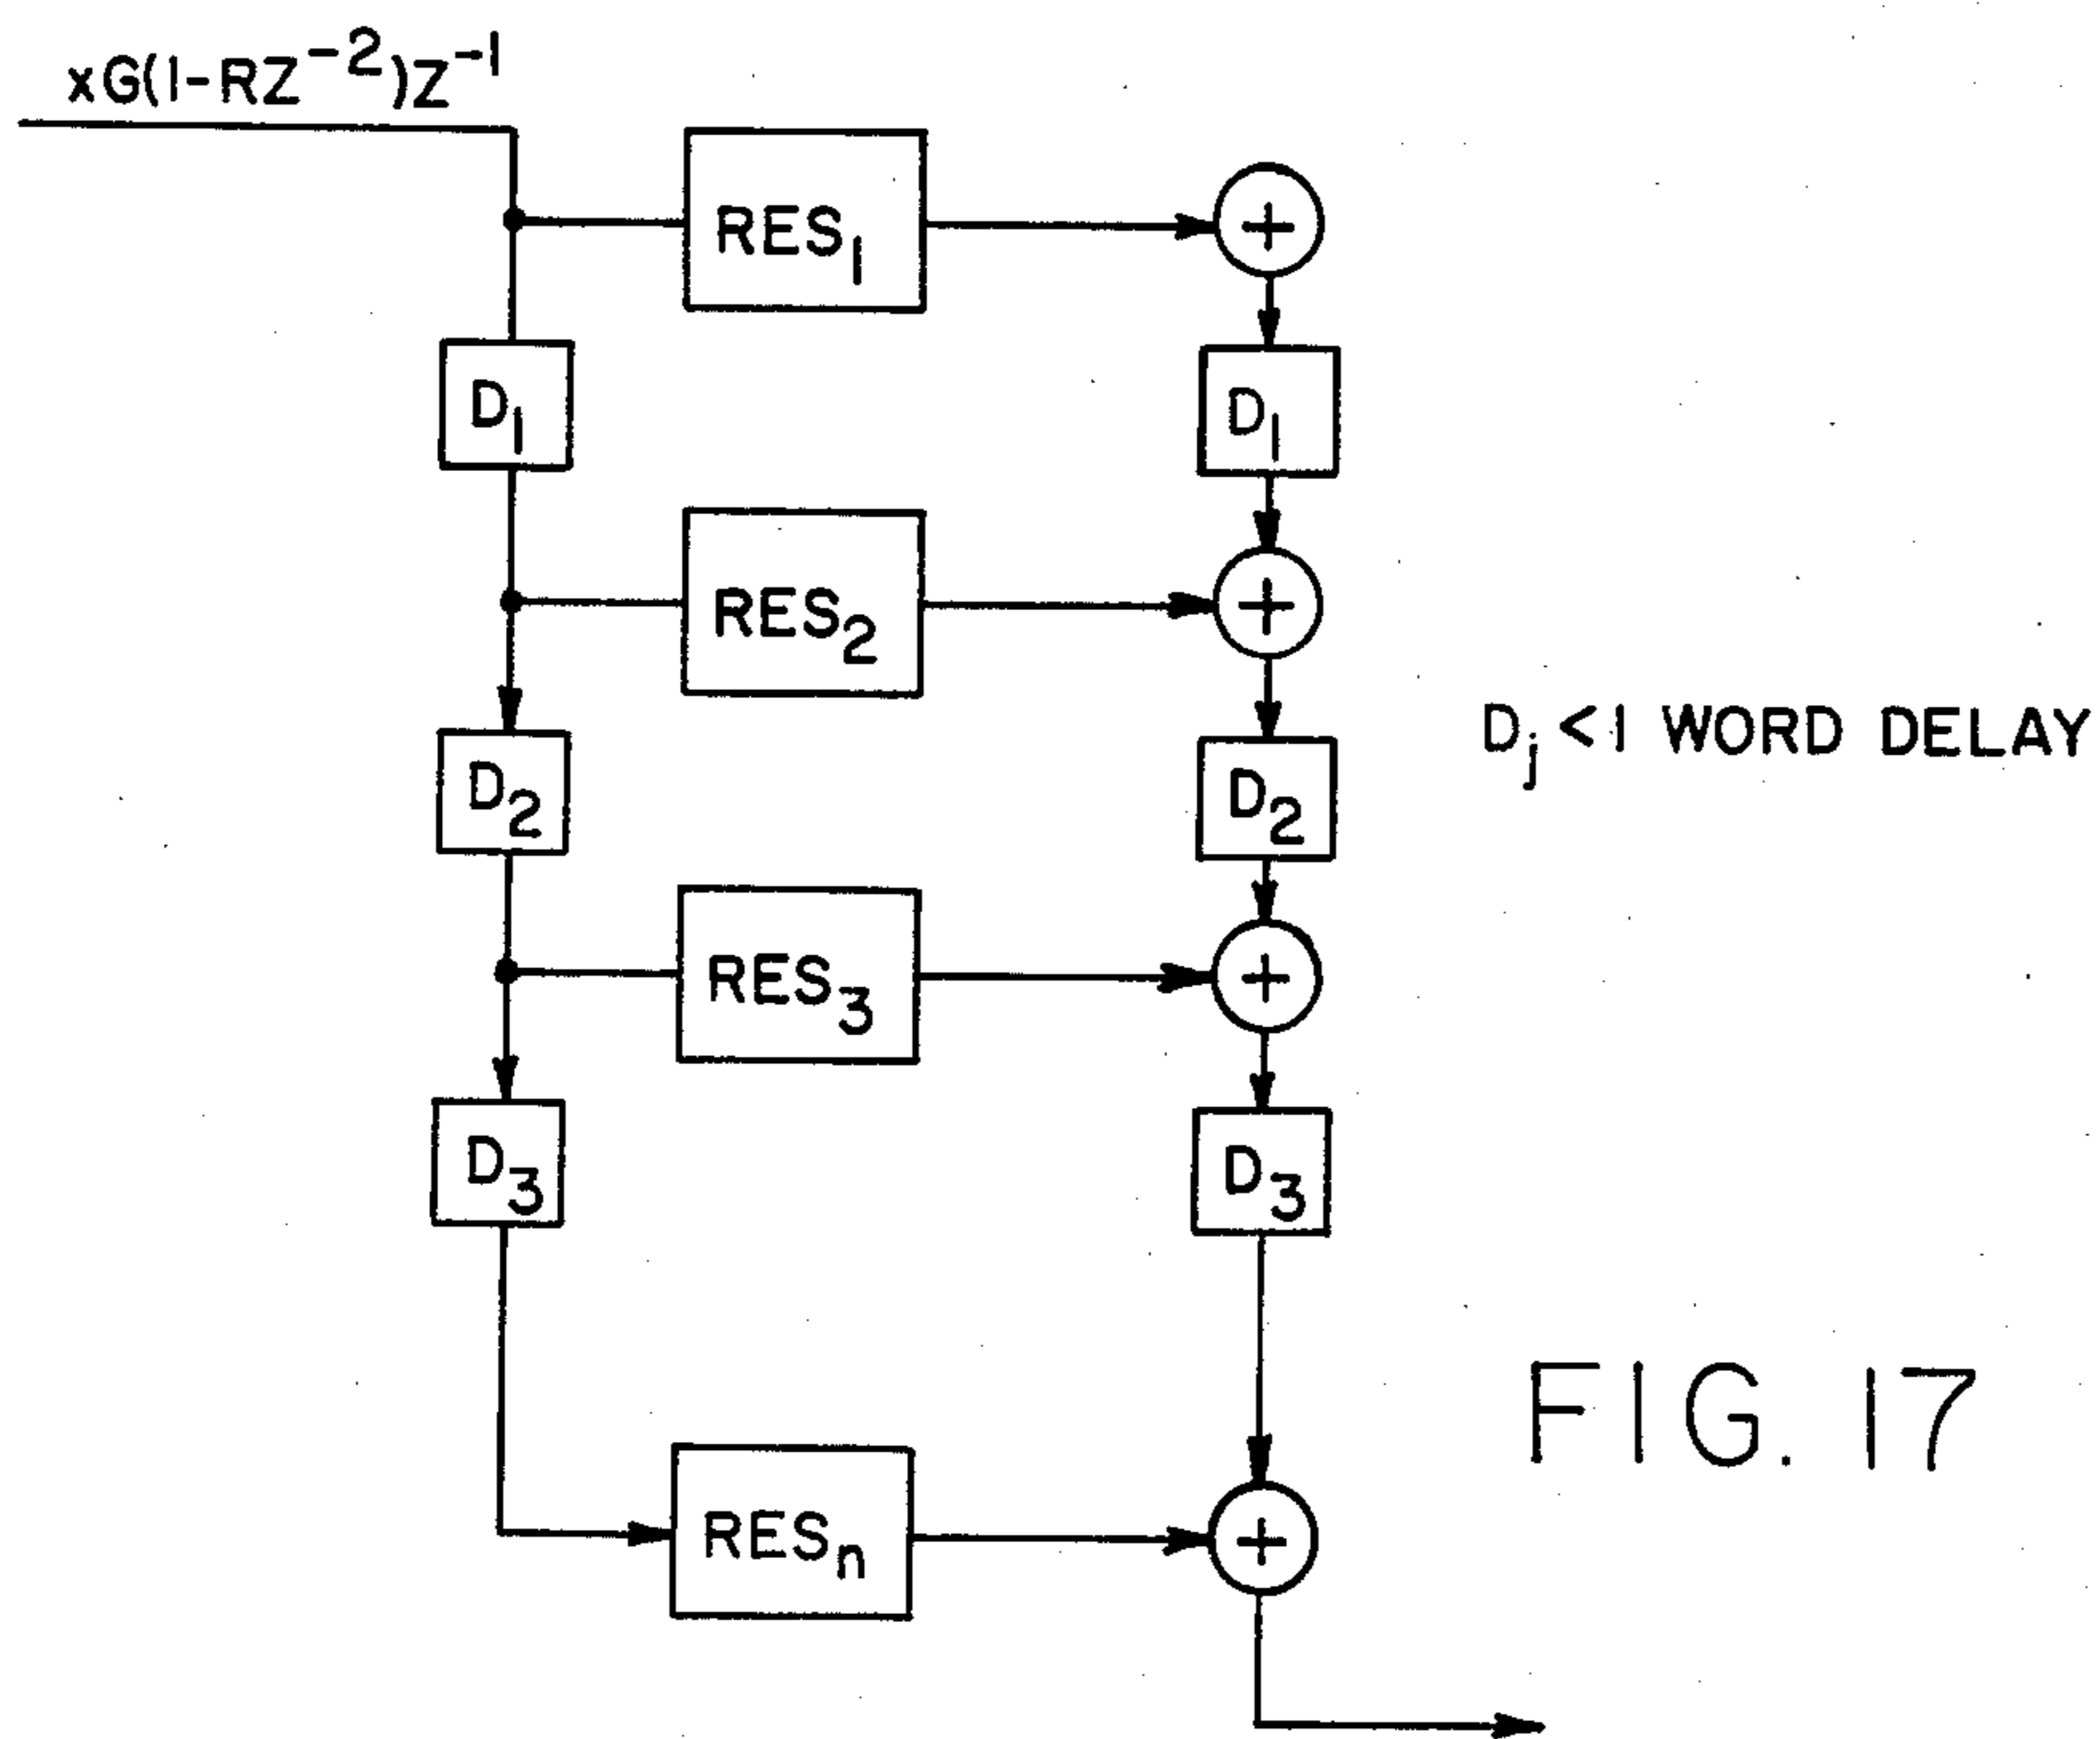 xG(1-RZ⁻²)Z⁻¹
RES₁
+
D₁
D₁
RES₂
+
Dⱼ < 1 WORD DELAY
D₂
D₂
RES₃
+
D₃
D₃
FIG. 17
RESₙ
+